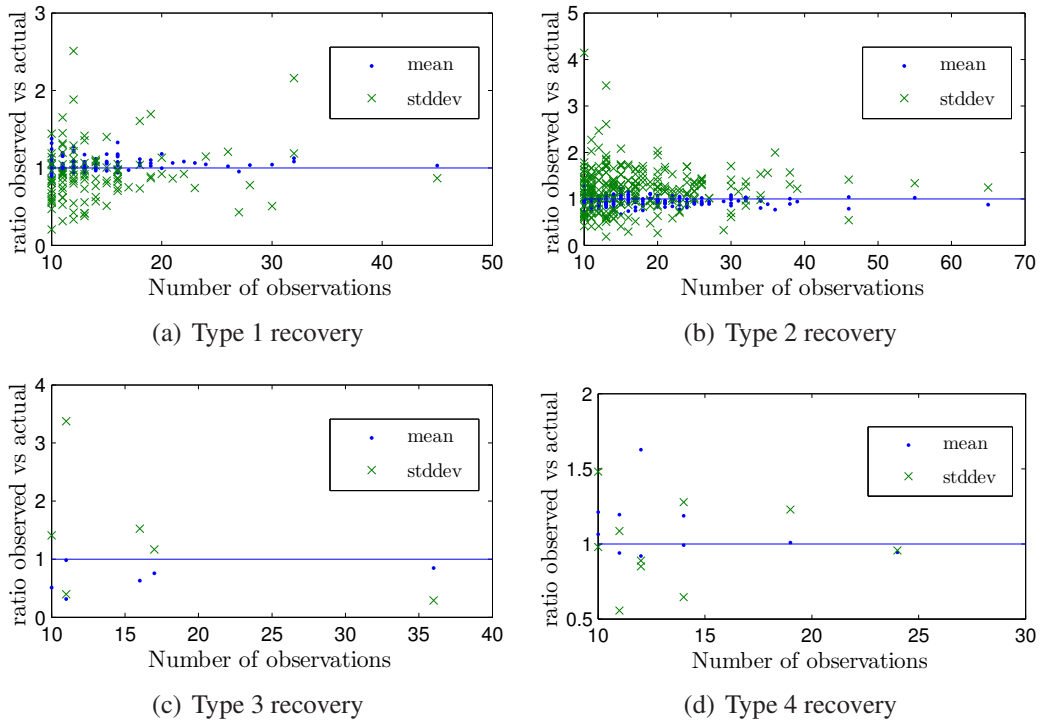 ratio observed vs actual
3
2
1
0
10
20
30
40
50
Number of observations
mean
stddev
(a) Type 1 recovery
ratio observed vs actual
5
4
3
2
1
0
10
20
30
40
50
60
70
Number of observations
mean
stddev
(b) Type 2 recovery
ratio observed vs actual
4
3
2
1
0
10
15
20
25
30
35
40
Number of observations
mean
stddev
(c) Type 3 recovery
ratio observed vs actual
2
1.5
1
0.5
10
15
20
25
30
Number of observations
mean
stddev
(d) Type 4 recovery